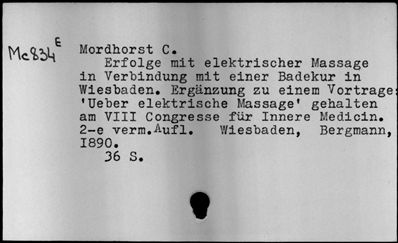 Mc834 E
Mordhorst C.
Erfolge mit elektrischer Massage
in Verbindung mit einer Badekur in
Wiesbaden. Ergänzung zu einem Vortrage:
'Ueber elektrische Massage' gehalten
am VIII Congresse für Innere Medicin.
2-e verm.Aufl. Wiesbaden, Bergmann,
I890.
36 S.